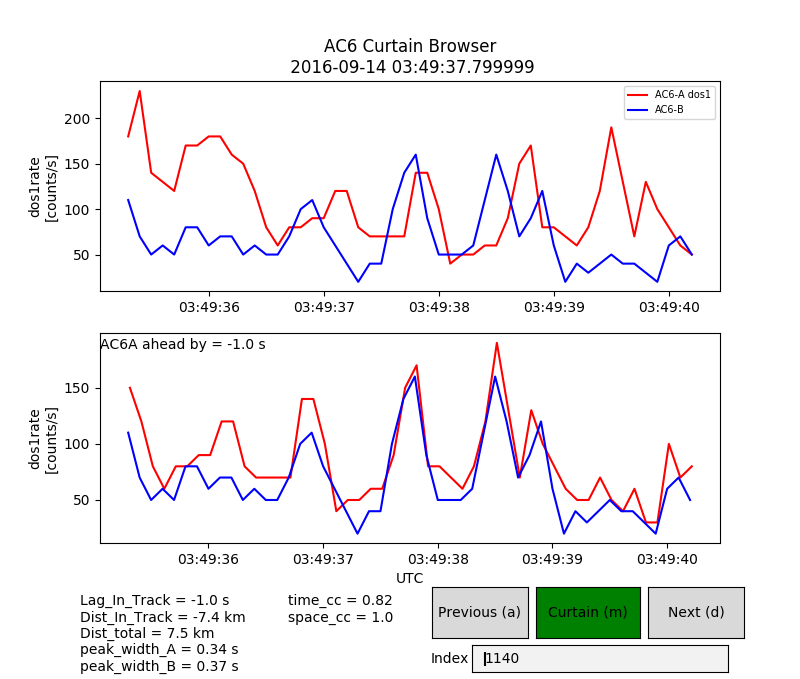 AC6 Curtain Browser
2016-09-14 03:49:37.799999
AC6-A dos1
AC6-B
dos1rate
[counts/s]
200
150
100
50
03:49:36 03:49:37 03:49:38 03:49:39 03:49:40
AC6A ahead by = -1.0 s
dos1rate
[counts/s]
150
100
50
03:49:36 03:49:37 03:49:38 03:49:39 03:49:40
UTC
Lag_In_Track = -1.0 s
Dist_In_Track = -7.4 km
Dist_total = 7.5 km
peak_width_A = 0.34 s
peak_width_B = 0.37 s
time_cc = 0.82
space_cc = 1.0
Previous (a) Curtain (m) Next (d)
Index 1140